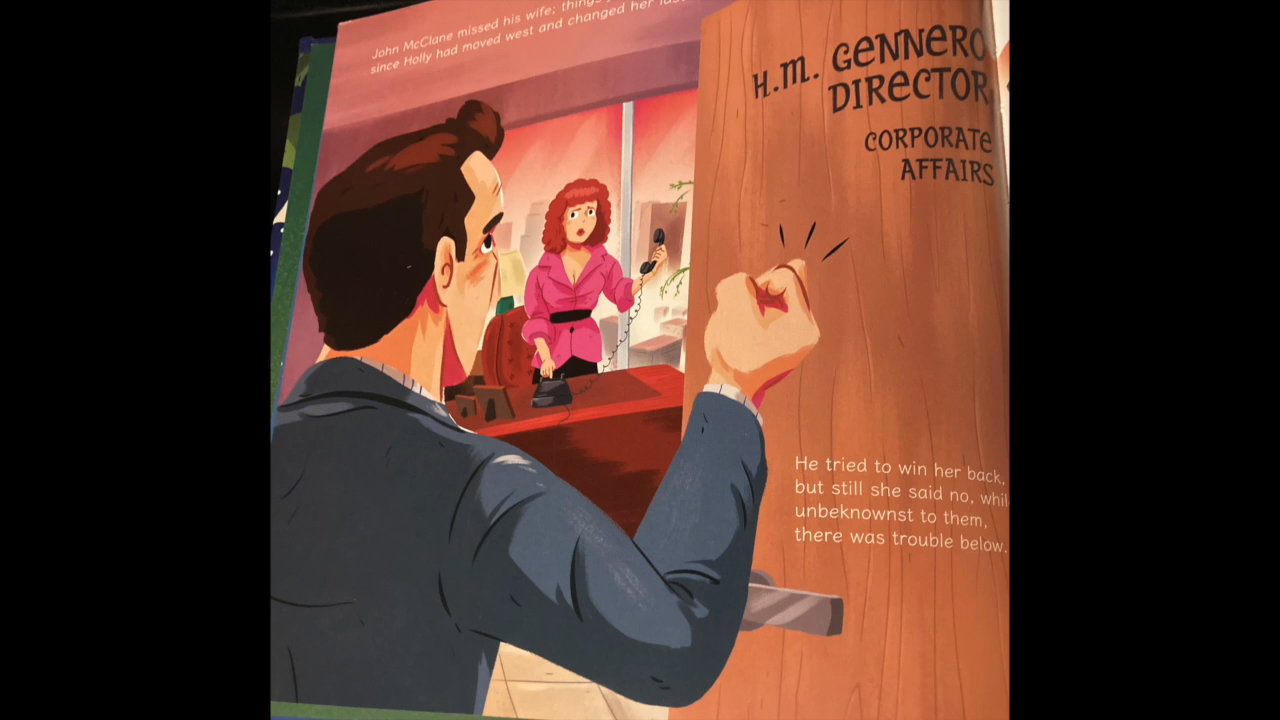 John McClane missed his wife; things
since Holly had moved west and changed her last
H.M. GENNERO
DIRECTOR
CORPORATE
AFFAIRS
He tried to win her back,
but still she said no, whil
unbeknownst to them,
there was trouble below.